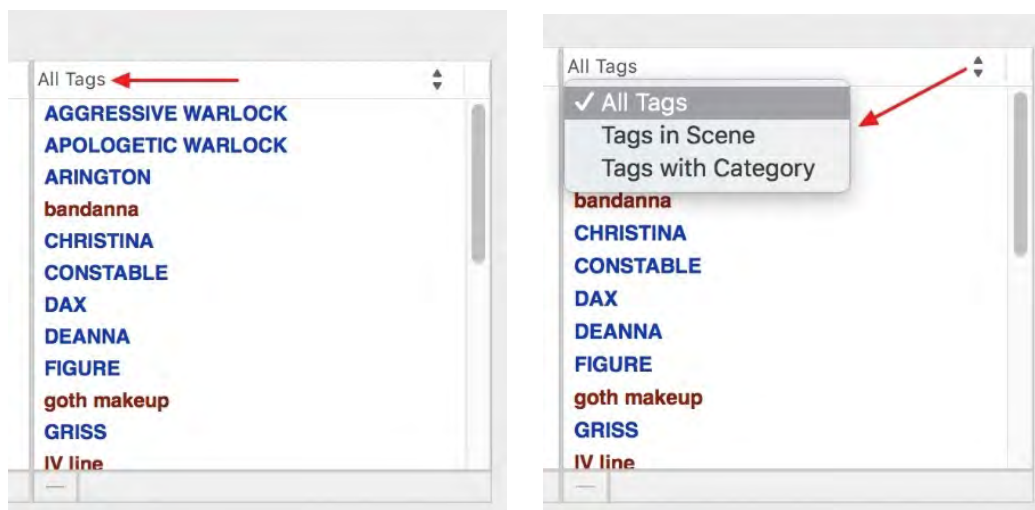 All Tags
AGGRESSIVE WARLOCK
APOLOGETIC WARLOCK
ARINGTON
bandanna
CHRISTINA
CONSTABLE
DAX
DEANNA
FIGURE
goth makeup
GRISS
IV line
All Tags
✓ All Tags
Tags in Scene
Tags with Category
bandanna
CHRISTINA
CONSTABLE
DAX
DEANNA
FIGURE
goth makeup
GRISS
IV line